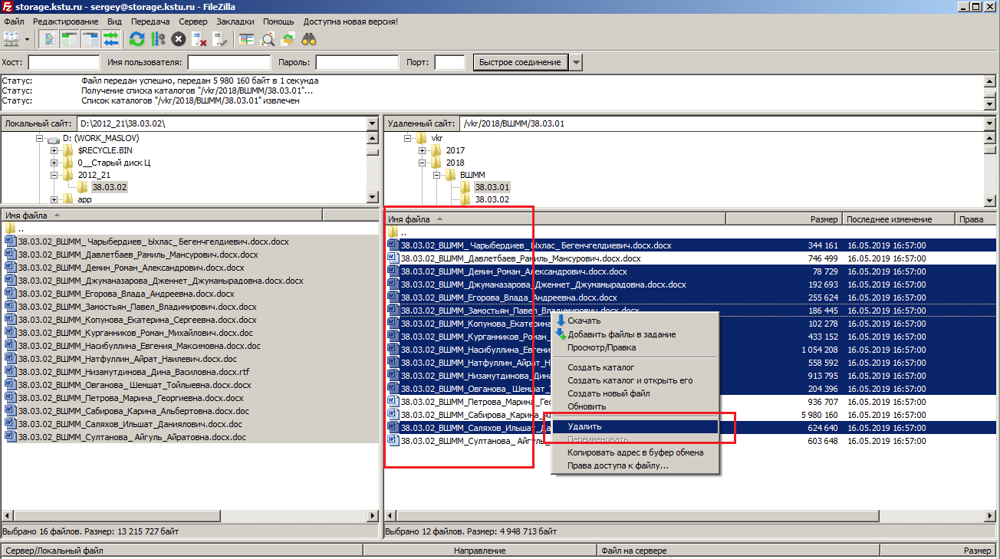 storage.kstu.ru - sergey@storage.kstu.ru - FileZilla
Файл Редактирование Вид Передача Сервер Закладки Помощь Доступна новая версия!
Хост: Имя пользователя: Пароль: Порт: Быстрое соединение
Статус: Файл передан успешно, передан 5 980 160 байт в 1 секунда
Статус: Получение списка каталогов "/vkr/2018/ВШММ/38.03.01"...
Статус: Список каталогов "/vkr/2018/ВШММ/38.03.01" извлечен
Локальный сайт: D:\2012_21\38.03.02\
D: (WORK_MASLOV)
$RECYCLE.BIN
0__Старый диск Ц
2012_21
38.03.02
app
Имя файла
..
38.03.02_ВШММ_ Чарыбердиев_ Ыхлас_ Бегенчгелдиевич.docx.docx
38.03.02_ВШММ_Давлетбаев_Рамиль_Мансурович.docx.docx
38.03.02_ВШММ_Демин_Роман_Александрович.docx.docx
38.03.02_ВШММ_Джуманазарова_Дженнет_Джумамырадовна.docx.docx
38.03.02_ВШММ_Егорова_Влада_Андреевна.docx.docx
38.03.02_ВШММ_Замостьян_Павел_Владимирович.docx.docx
38.03.02_ВШММ_Копунова_Екатерина_Сергеевна.docx.docx
38.03.02_ВШММ_Курганников_Роман_Михайлович.docx.doc
38.03.02_ВШММ_Насибуллина_Евгения_Максимовна.docx.doc
38.03.02_ВШММ_Натфуллин_Айрат_Наилевич.docx.doc
38.03.02_ВШММ_Низамутдинова_Дина_Василовна.docx.rtf
38.03.02_ВШММ_Овганова_ Шемшат_Тойлыевна.docx.docx
38.03.02_ВШММ_Петрова_Марина_Георгиевна.docx.docx
38.03.02_ВШММ_Сабирова_Карина_Альбертовна.docx.doc
38.03.02_ВШММ_Саляхов_Ильшат_Даниялович.docx.doc
38.03.02_ВШММ_Султанова_ Айгуль_Айратовна.docx.doc
Выбрано 16 файлов. Размер: 13 215 727 байт
Удаленный сайт: /vkr/2018/ВШММ/38.03.01
vkr
2017
2018
ВШММ
38.03.01
38.03.02
Имя файла Размер Последнее изменение Права
..
38.03.02_ВШММ_ Чарыбердиев_ Ыхлас_ Бегенчгелдиевич.docx.docx 344 161 16.05.2019 16:57:00
38.03.02_ВШММ_Давлетбаев_Рамиль_Мансурович.docx.docx 746 499 16.05.2019 16:57:00
38.03.02_ВШММ_Демин_Роман_Александрович.docx.docx 78 729 16.05.2019 16:57:00
38.03.02_ВШММ_Джуманазарова_Дженнет_Джумамырадовна.docx.docx 192 693 16.05.2019 16:57:00
38.03.02_ВШММ_Егорова_Влада_Андреевна.docx.docx 255 624 16.05.2019 16:57:00
38.03.02_ВШММ_Замостьян_Павел_Владимирович.docx.docx 186 445 16.05.2019 16:57:00
38.03.02_ВШММ_Копунова_Екатер 102 278 16.05.2019 16:57:00
38.03.02_ВШММ_Курганников_Роман_ 433 152 16.05.2019 16:57:00
38.03.02_ВШММ_Насибуллина_Евгени 1 054 208 16.05.2019 16:57:00
38.03.02_ВШММ_Натфуллин_Айрат_Н 558 592 16.05.2019 16:57:00
38.03.02_ВШММ_Низамутдинова_Дина 913 795 16.05.2019 16:57:00
38.03.02_ВШММ_Овганова_ Шемшат_ 204 396 16.05.2019 16:57:00
38.03.02_ВШММ_Петрова_Марина_Ге 936 707 16.05.2019 16:57:00
38.03.02_ВШММ_Сабирова_Карина_А 5 980 160 16.05.2019 16:57:00
38.03.02_ВШММ_Саляхов_Ильшат_Да 624 640 16.05.2019 16:57:00
38.03.02_ВШММ_Султанова_ Айгуль_ 603 648 16.05.2019 16:57:00
Скачать
Добавить файлы в задание
Просмотр/Правка
Создать каталог
Создать каталог и открыть его
Создать новый файл
Обновить
Удалить
Переименовать
Копировать адрес в буфер обмена
Права доступа к файлу...
Выбрано 12 файлов. Размер: 4 948 713 байт
Сервер/Локальный файл Направление Файл на сервере Размер